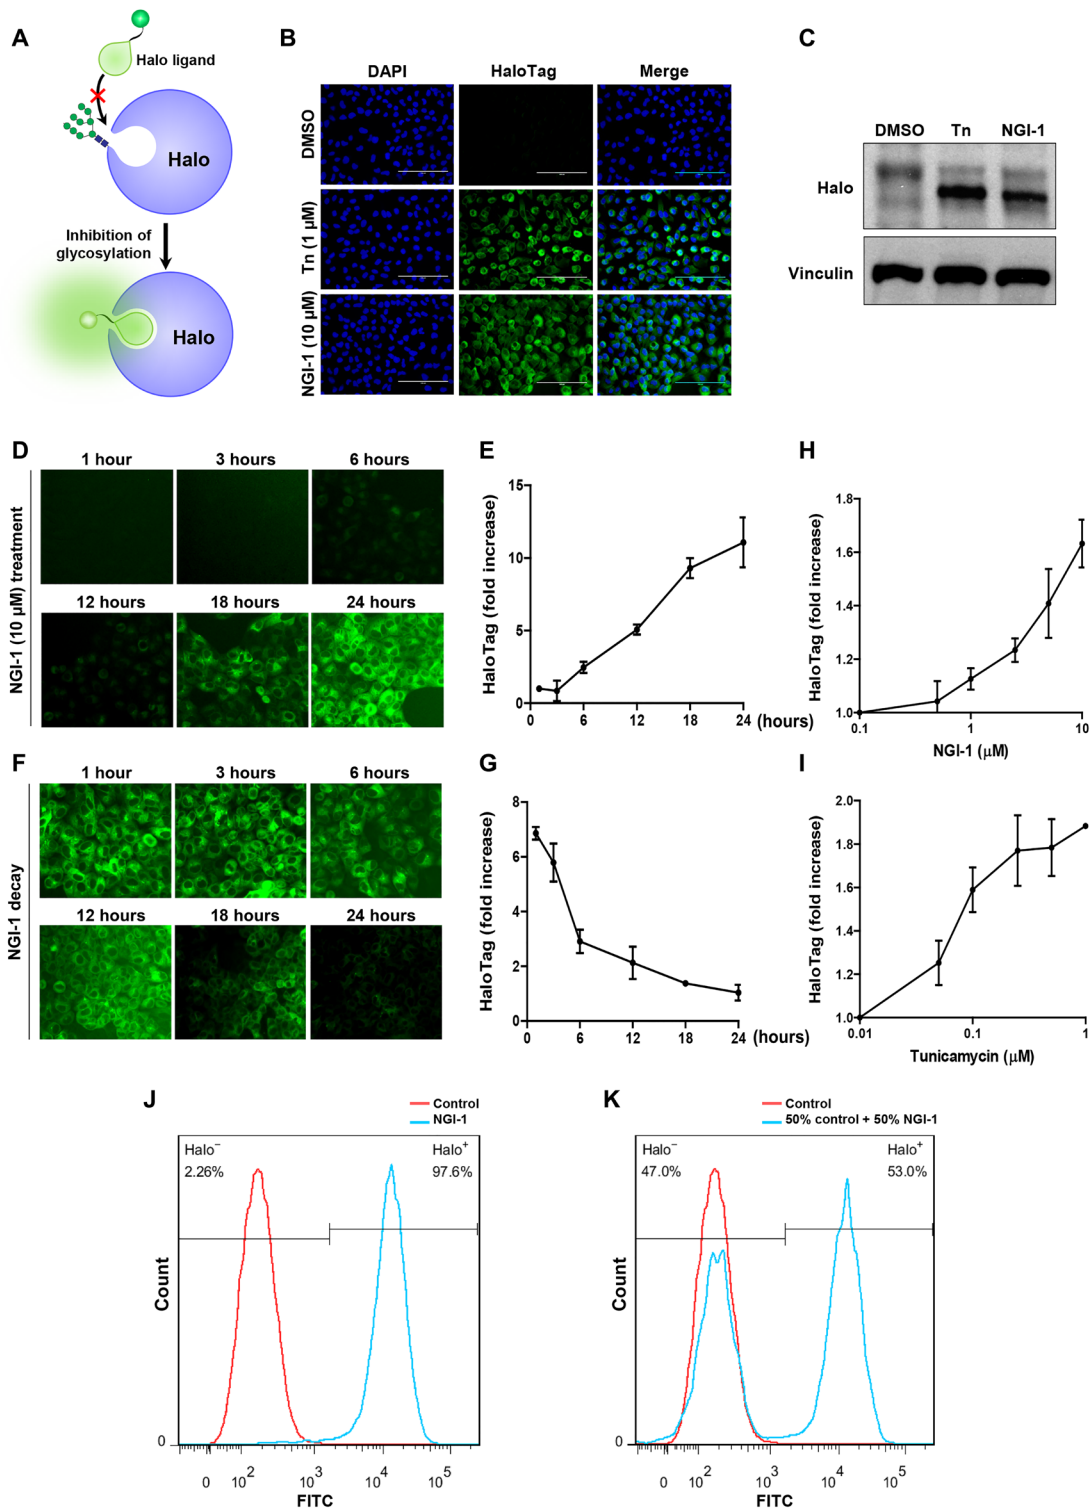 A
Halo ligand
Halo
Inhibition of
glycosylation
Halo
B
DAPI HaloTag Merge
DMSO
Tn (1 μM)
NGI-1 (10 μM)
C
DMSO Tn NGI-1
Halo
Vinculin
D
NGI-1 (10 μM) treatment
1 hour 3 hours 6 hours
12 hours 18 hours 24 hours
E
HaloTag (fold increase)
15
10
5
0
0 6 12 18 24 (hours)
H
HaloTag (fold increase)
1.8
1.6
1.4
1.2
1.0
0.1 1 10
NGI-1 (μM)
F
NGI-1 decay
1 hour 3 hours 6 hours
12 hours 18 hours 24 hours
G
HaloTag (fold increase)
8
6
4
2
0
0 6 12 18 24 (hours)
I
HaloTag (fold increase)
2.0
1.8
1.6
1.4
1.2
1.0
0.01 0.1 1
Tunicamycin (μM)
J
Control
NGI-1
Halo⁻ Halo⁺
2.26% 97.6%
Count
0
0 10² 10³ 10⁴ 10⁵
FITC
K
Control
50% control + 50% NGI-1
Halo⁻ Halo⁺
47.0% 53.0%
Count
0
0 10² 10³ 10⁴ 10⁵
FITC